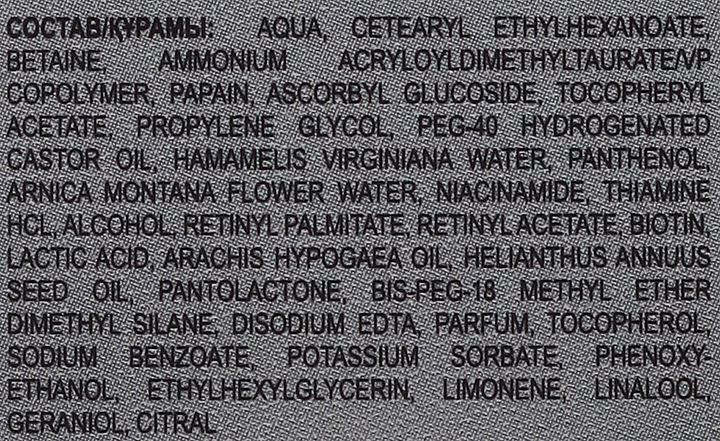 СОСТАВ/ҚҰРАМЫ: AQUA, CETEARYL ETHYLHEXANOATE,
BETAINE, AMMONIUM ACRYLOYLDIMETHYLTAURATE/VP
COPOLYMER, PAPAIN, ASCORBYL GLUCOSIDE, TOCOPHERYL
ACETATE, PROPYLENE GLYCOL, PEG-40 HYDROGENATED
CASTOR OIL, HAMAMELIS VIRGINIANA WATER, PANTHENOL,
ARNICA MONTANA FLOWER WATER, NIACINAMIDE, THIAMINE
HCL, ALCOHOL, RETINYL PALMITATE, RETINYL ACETATE, BIOTIN,
LACTIC ACID, ARACHIS HYPOGAEA OIL, HELIANTHUS ANNUUS
SEED OIL, PANTOLACTONE, BIS-PEG-18 METHYL ETHER
DIMETHYL SILANE, DISODIUM EDTA, PARFUM, TOCOPHEROL,
SODIUM BENZOATE, POTASSIUM SORBATE, PHENOXY-
ETHANOL, ETHYLHEXYLGLYCERIN, LIMONENE, LINALOOL,
GERANIOL, CITRAL